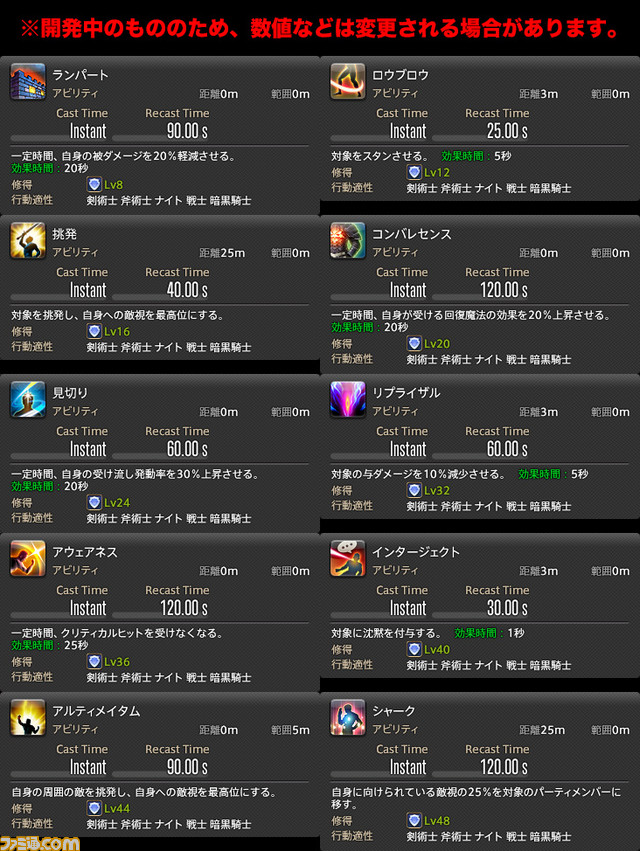 ※開発中のもののため、数値などは変更される場合があります。
ランパート
アビリティ 距離0m 範囲0m
Cast Time Recast Time
Instant 90.00 s
一定時間、自身の被ダメージを20%軽減させる。
効果時間：20秒
修得 Lv8
行動適性 剣術士 斧術士 ナイト 戦士 暗黒騎士
ロウブロウ
アビリティ 距離3m 範囲0m
Cast Time Recast Time
Instant 25.00 s
対象をスタンさせる。 効果時間：5秒
修得 Lv12
行動適性 剣術士 斧術士 ナイト 戦士 暗黒騎士
挑発
アビリティ 距離25m 範囲0m
Cast Time Recast Time
Instant 40.00 s
対象を挑発し、自身への敵視を最高位にする。
修得 Lv16
行動適性 剣術士 斧術士 ナイト 戦士 暗黒騎士
コンバレセンス
アビリティ 距離0m 範囲0m
Cast Time Recast Time
Instant 120.00 s
一定時間、自身が受ける回復魔法の効果を20%上昇させる。
効果時間：20秒
修得 Lv20
行動適性 剣術士 斧術士 ナイト 戦士 暗黒騎士
見切り
アビリティ 距離0m 範囲0m
Cast Time Recast Time
Instant 60.00 s
一定時間、自身の受け流し発動率を30%上昇させる。
効果時間：20秒
修得 Lv24
行動適性 剣術士 斧術士 ナイト 戦士 暗黒騎士
リプライザル
アビリティ 距離3m 範囲0m
Cast Time Recast Time
Instant 60.00 s
対象の与ダメージを10%減少させる。 効果時間：5秒
修得 Lv32
行動適性 剣術士 斧術士 ナイト 戦士 暗黒騎士
アウェアネス
アビリティ 距離0m 範囲0m
Cast Time Recast Time
Instant 120.00 s
一定時間、クリティカルヒットを受けなくなる。
効果時間：25秒
修得 Lv36
行動適性 剣術士 斧術士 ナイト 戦士 暗黒騎士
インタージェクト
アビリティ 距離3m 範囲0m
Cast Time Recast Time
Instant 30.00 s
対象に沈黙を付与する。 効果時間：1秒
修得 Lv40
行動適性 剣術士 斧術士 ナイト 戦士 暗黒騎士
アルティメイタム
アビリティ 距離0m 範囲5m
Cast Time Recast Time
Instant 90.00 s
自身の周囲の敵を挑発し、自身への敵視を最高位にする。
修得 Lv44
行動適性 剣術士 斧術士 ナイト 戦士 暗黒騎士
シャーク
アビリティ 距離25m 範囲0m
Cast Time Recast Time
Instant 120.00 s
自身に向けられている敵視の25%を対象のパーティメンバーに
移す。
修得 Lv48
行動適性 剣術士 斧術士 ナイト 戦士 暗黒騎士
ファミ通.com